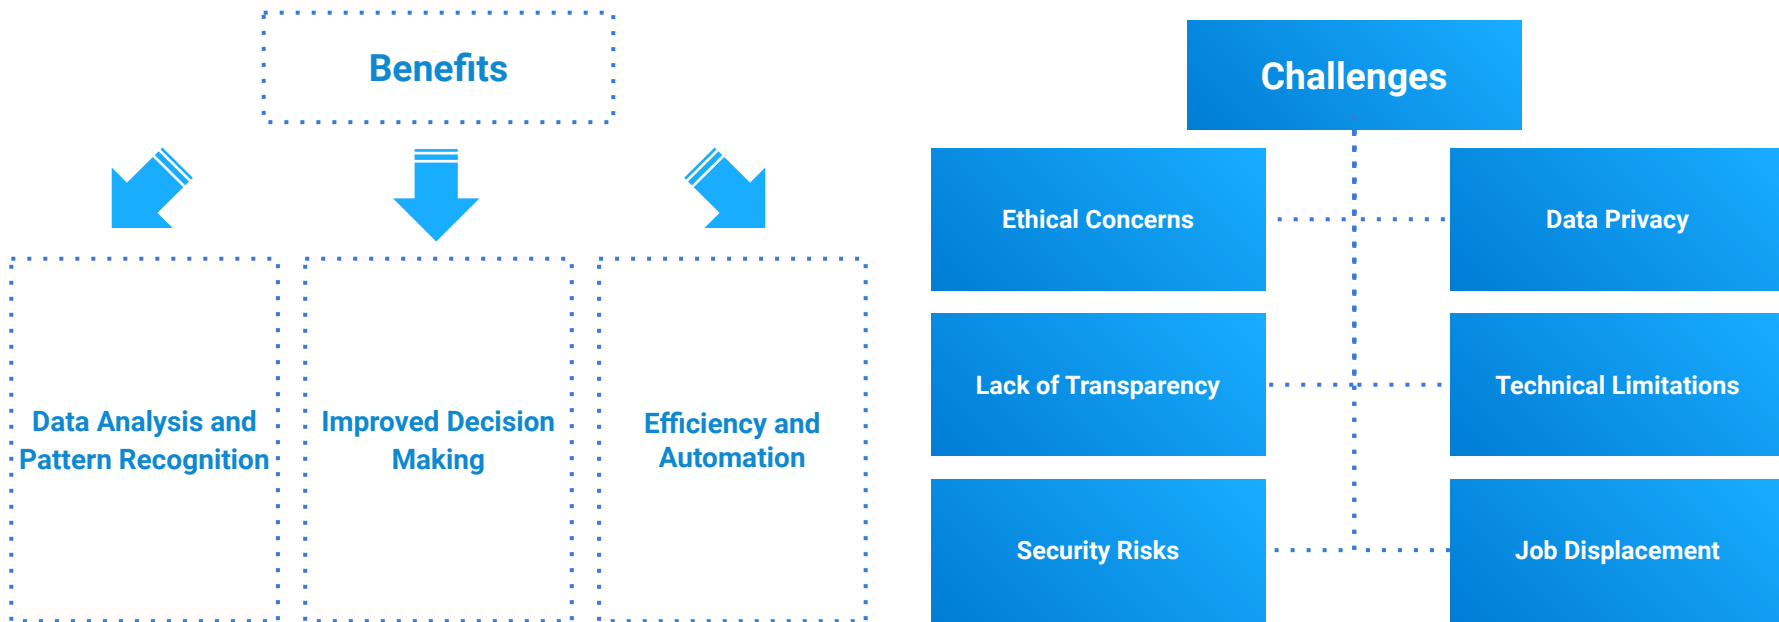 Benefits
Data Analysis and
Pattern Recognition
Improved Decision
Making
Efficiency and
Automation
Challenges
Ethical Concerns
Data Privacy
Lack of Transparency
Technical Limitations
Security Risks
Job Displacement